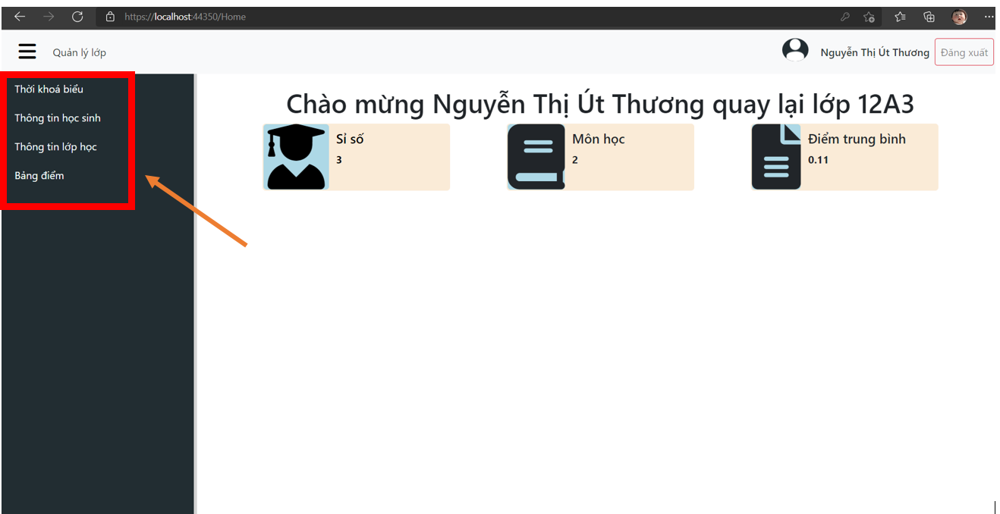 https://localhost:44350/Home
Quản lý lớp
Nguyễn Thị Út Thương
Đăng xuất
Thời khoá biểu
Thông tin học sinh
Thông tin lớp học
Bảng điểm
Chào mừng Nguyễn Thị Út Thương quay lại lớp 12A3
Sỉ số
3
Môn học
2
Điểm trung bình
0.11